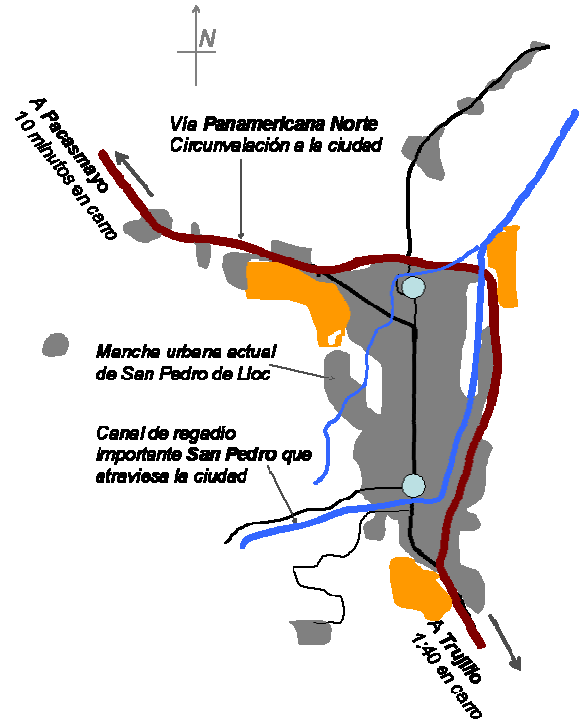 N
A Pacasmayo
10 minutos en carro
Vía Panamericana Norte
Circunvalación a la ciudad
Mancha urbana actual
de San Pedro de Lloc
Canal de regadio
importante San Pedro que
atraviesa la ciudad
A Trujillo
1:40 en carro